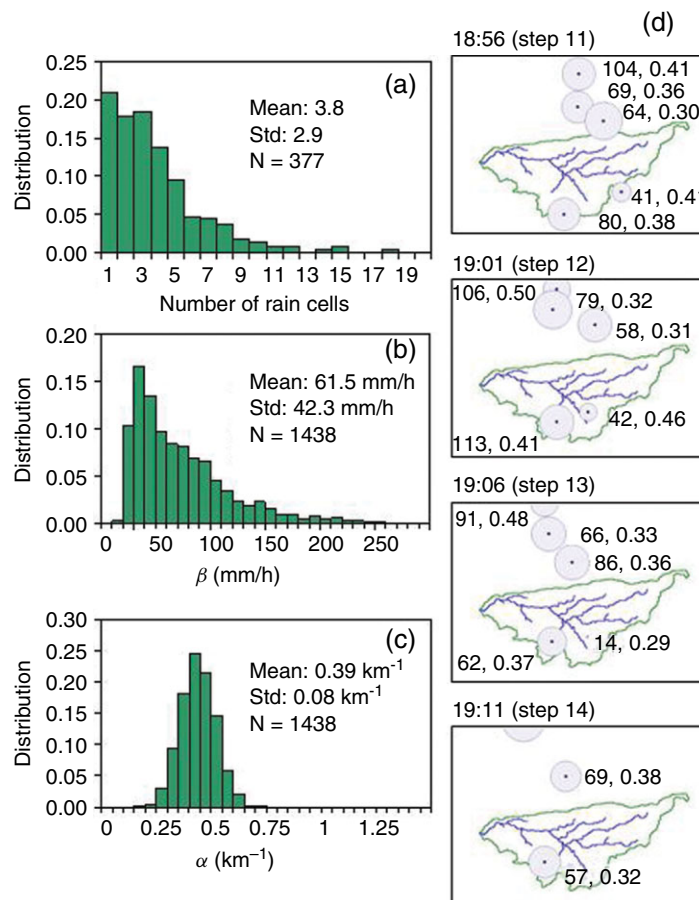 (a)
0.25
0.20
0.15
0.10
0.05
0.00
Distribution
Mean: 3.8
Std: 2.9
N = 377
1 3 5 7 9 11 13 15 17 19
Number of rain cells
(b)
0.20
0.15
0.10
0.05
0.00
Distribution
Mean: 61.5 mm/h
Std: 42.3 mm/h
N = 1438
0 50 100 150 200 250
β (mm/h)
(c)
0.30
0.25
0.20
0.15
0.10
0.05
0.00
Distribution
Mean: 0.39 km-1
Std: 0.08 km-1
N = 1438
0 0.25 0.5 0.75 1 1.25
α (km−1)
(d)
18:56 (step 11)
104, 0.41
69, 0.36
64, 0.30
41, 0.41
80, 0.38
19:01 (step 12)
106, 0.50
79, 0.32
58, 0.31
42, 0.46
113, 0.41
19:06 (step 13)
91, 0.48
66, 0.33
86, 0.36
14, 0.29
62, 0.37
19:11 (step 14)
69, 0.38
57, 0.32